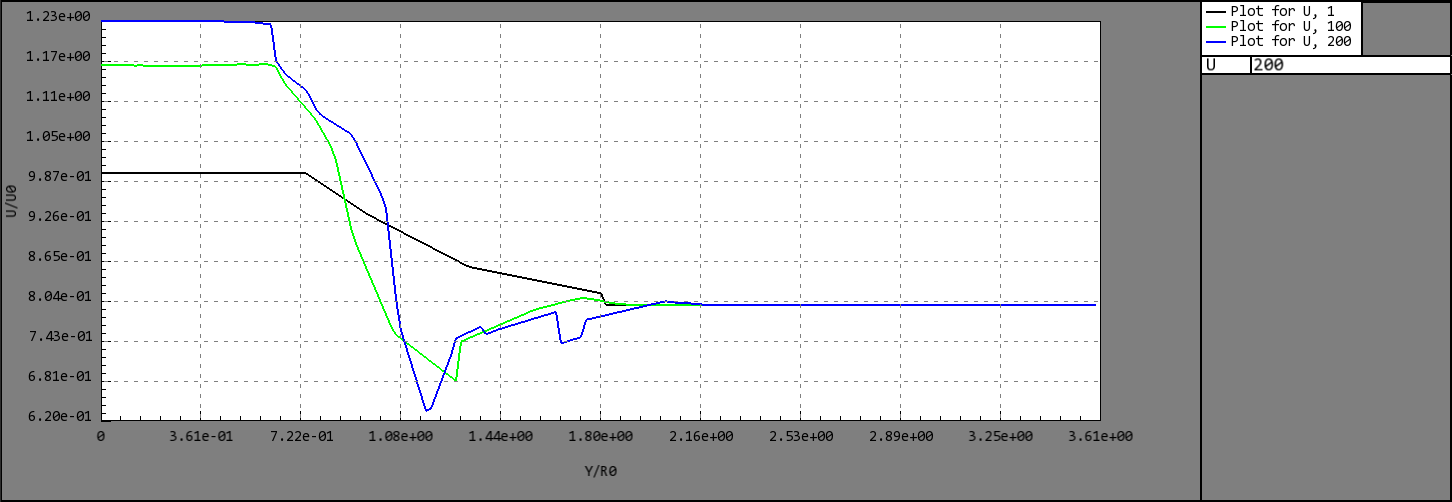 1.23e+00
1.17e+00
1.11e+00
1.05e+00
9.87e-01
9.26e-01
8.65e-01
8.04e-01
7.43e-01
6.81e-01
6.20e-01
U/U0
0 3.61e-01 7.22e-01 1.08e+00 1.44e+00 1.80e+00 2.16e+00 2.53e+00 2.89e+00 3.25e+00 3.61e+00
Y/R0
Plot for U, 1
Plot for U, 100
Plot for U, 200
U 200